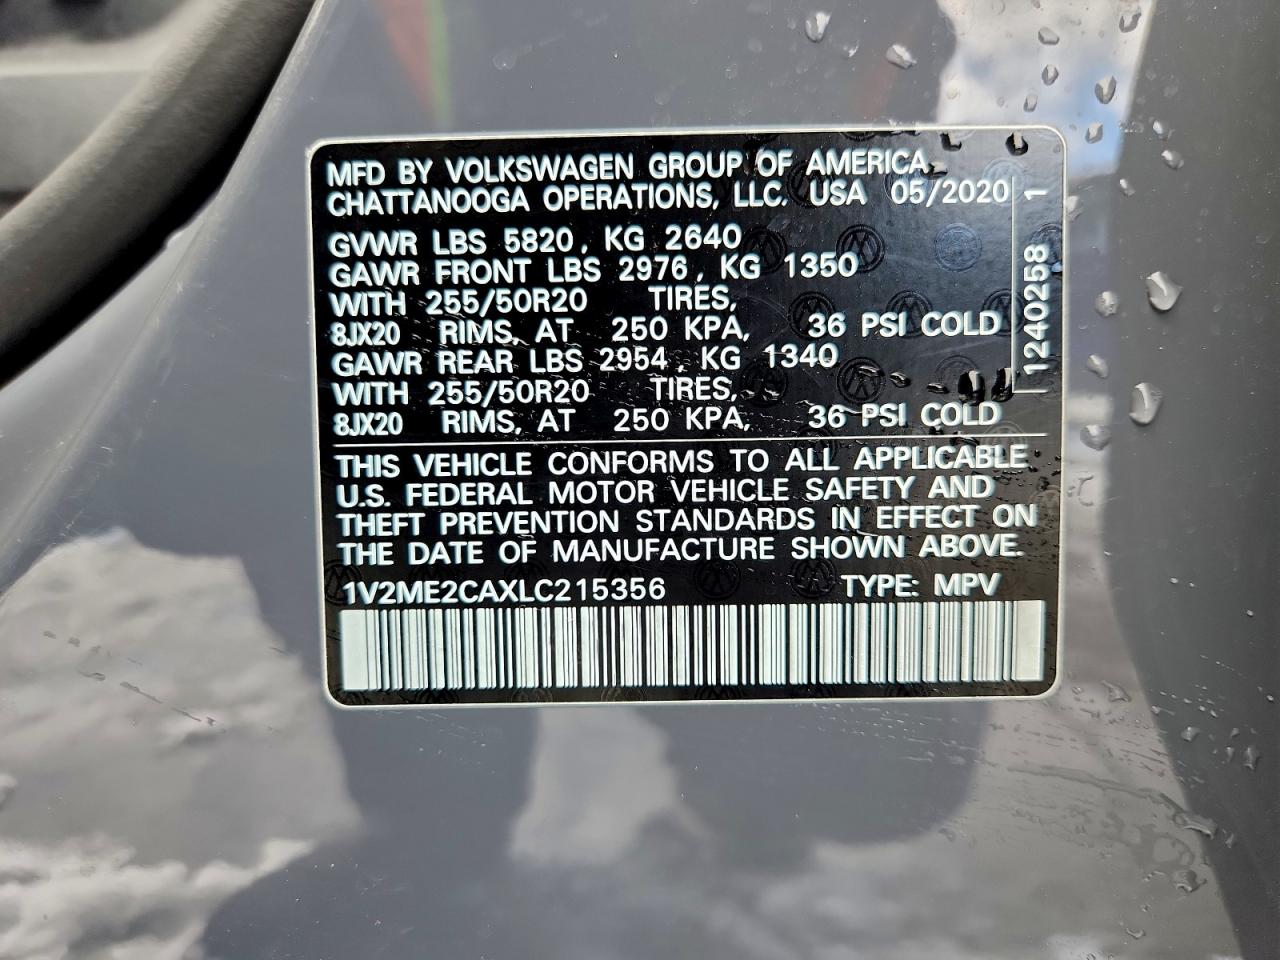 MFD BY VOLKSWAGEN GROUP OF AMERICA
CHATTANOOGA OPERATIONS, LLC. USA 05/2020
GVWR LBS 5820, KG 2640
GAWR FRONT LBS 2976, KG 1350
WITH 255/50R20 TIRES,
8JX20 RIMS, AT 250 KPA, 36 PSI COLD
GAWR REAR LBS 2954, KG 1340
WITH 255/50R20 TIRES,
8JX20 RIMS, AT 250 KPA, 36 PSI COLD
1240258 1
THIS VEHICLE CONFORMS TO ALL APPLICABLE
U.S. FEDERAL MOTOR VEHICLE SAFETY AND
THEFT PREVENTION STANDARDS IN EFFECT ON
THE DATE OF MANUFACTURE SHOWN ABOVE.
1V2ME2CAXLC215356 TYPE: MPV